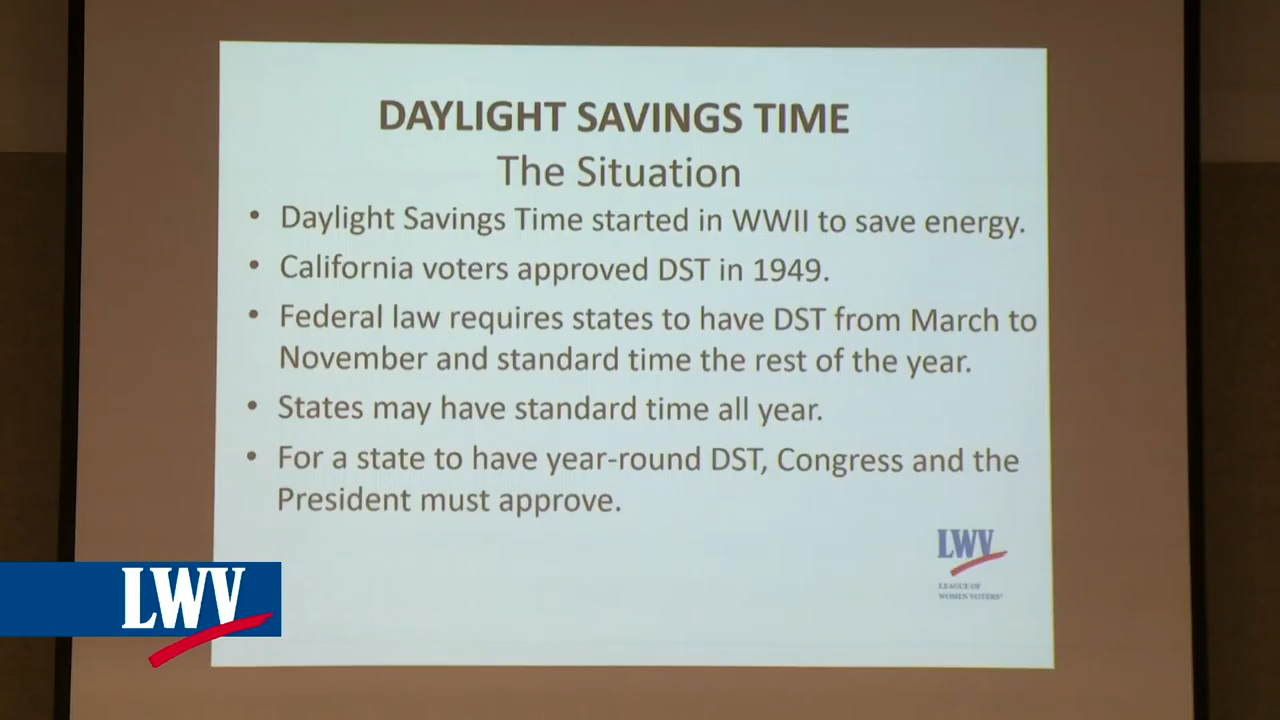 DAYLIGHT SAVINGS TIME
The Situation
• Daylight Savings Time started in WWII to save energy.
• California voters approved DST in 1949.
• Federal law requires states to have DST from March to
November and standard time the rest of the year.
• States may have standard time all year.
• For a state to have year-round DST, Congress and the
President must approve.
LWV
LEAGUE OF
WOMEN VOTERS®
LWV